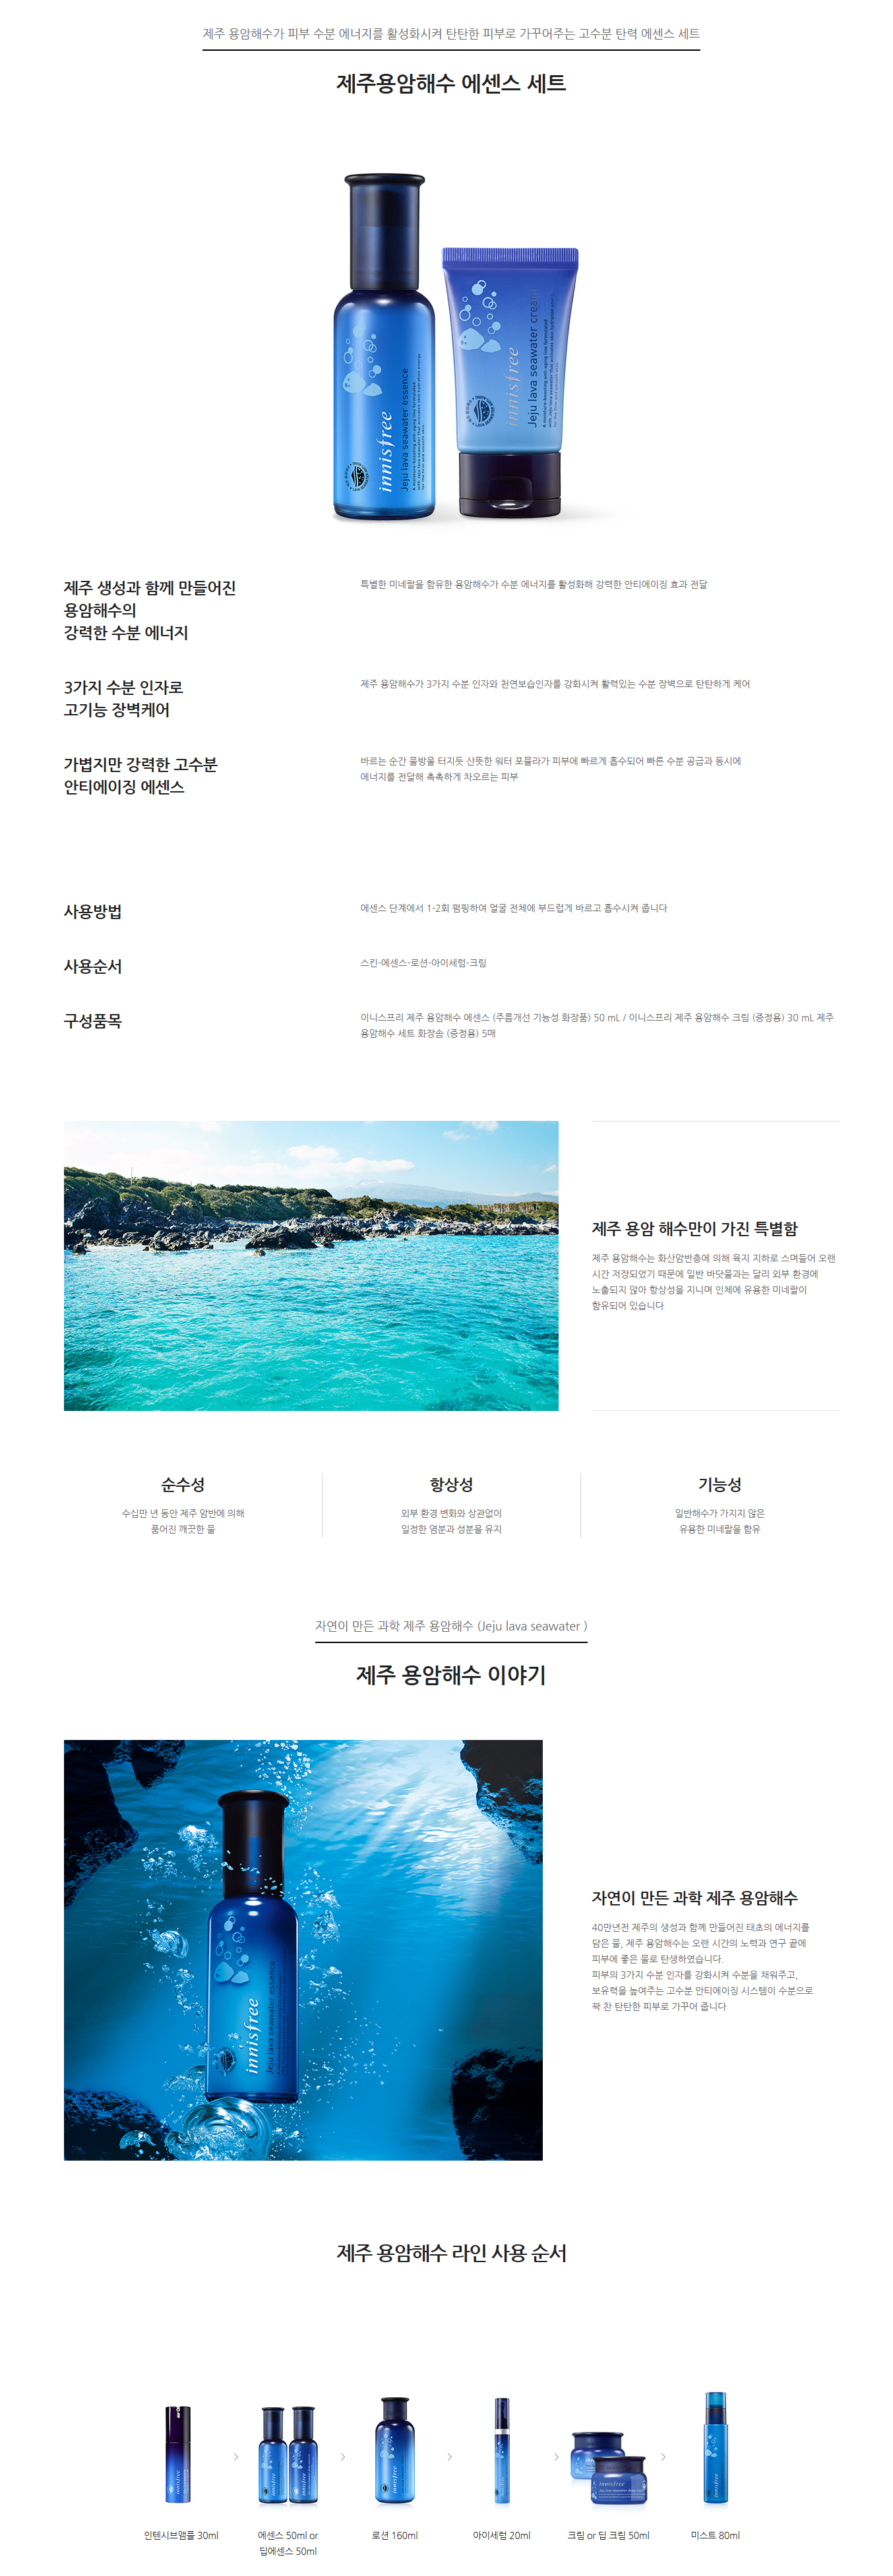 제주 용암해수가 피부 수분 에너지를 활성화시켜 탄탄한 피부로 가꾸어주는 고수분 탄력 에센스 세트
제주용암해수 에센스 세트
innisfree
Jeju lava seawater essence
innisfree
Jeju lava seawater cream
제주 생성과 함께 만들어진
용암해수의
강력한 수분 에너지
특별한 미네랄을 함유한 용암해수가 수분 에너지를 활성화해 강력한 안티에이징 효과 전달
3가지 수분 인자로
고기능 장벽케어
제주 용암해수가 3가지 수분 인자와 천연보습인자를 강화시켜 활력있는 수분 장벽으로 탄탄하게 케어
가볍지만 강력한 고수분
안티에이징 에센스
바르는 순간 물방울 터지듯 산뜻한 워터 포뮬라가 피부에 빠르게 흡수되어 빠른 수분 공급과 동시에
에너지를 전달해 촉촉하게 차오르는 피부
사용방법
에센스 단계에서 1-2회 펌핑하여 얼굴 전체에 부드럽게 바르고 흡수시켜 줍니다
사용순서
스킨-에센스-로션-아이세럼-크림
구성품목
이니스프리 제주 용암해수 에센스 (주름개선 기능성 화장품) 50 mL / 이니스프리 제주 용암해수 크림 (증정용) 30 mL 제주
용암해수 세트 화장솜 (증정용) 5매
제주 용암 해수만이 가진 특별함
제주 용암해수는 화산암반층에 의해 육지 지하로 스며들어 오랜
시간 저장되었기 때문에 일반 바닷물과는 달리 외부 환경에
노출되지 않아 항상성을 지니며 인체에 유용한 미네랄이
함유되어 있습니다
순수성
수십만 년 동안 제주 암반에 의해
품어진 깨끗한 물
항상성
외부 환경 변화와 상관없이
일정한 염분과 성분을 유지
기능성
일반해수가 가지지 않은
유용한 미네랄을 함유
자연이 만든 과학 제주 용암해수 (Jeju lava seawater )
제주 용암해수 이야기
innisfree
Jeju lava seawater essence
자연이 만든 과학 제주 용암해수
40만년전 제주의 생성과 함께 만들어진 태초의 에너지를
담은 물, 제주 용암해수는 오랜 시간의 노력과 연구 끝에
피부에 좋은 물로 탄생하였습니다.
피부의 3가지 수분 인자를 강화시켜 수분을 채워주고,
보유력을 높여주는 고수분 안티에이징 시스템이 수분으로
꽉 찬 탄탄한 피부로 가꾸어 줍니다
제주 용암해수 라인 사용 순서
인텐시브앰플 30ml
에센스 50ml or
딥에센스 50ml
로션 160ml
아이세럼 20ml
크림 or 딥 크림 50ml
미스트 80ml